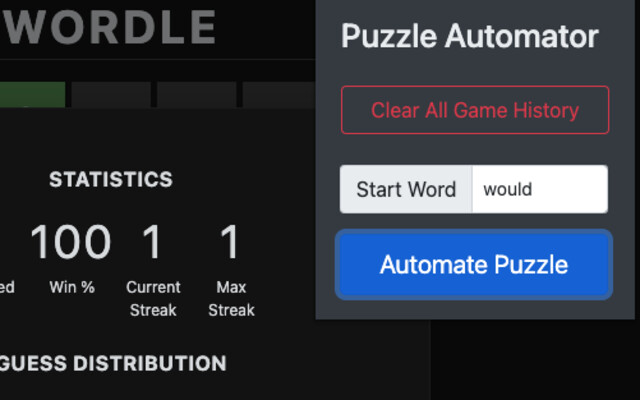 WORDLE
Puzzle Automator
Clear All Game History
Start Word would
Automate Puzzle
STATISTICS
100 1 1
ed Win % Current Max
Streak Streak
GUESS DISTRIBUTION